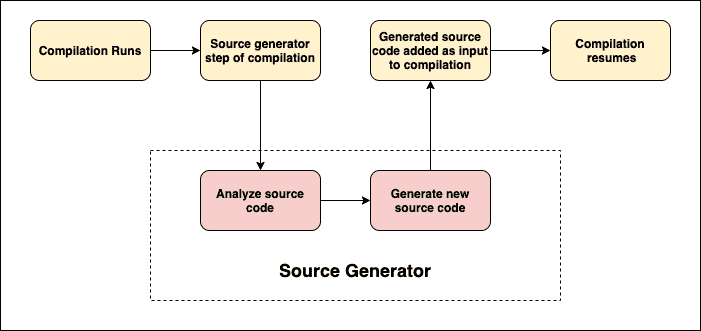 Compilation Runs
Source generator
step of compilation
Generated source
code added as input
to compilation
Compilation
resumes
Analyze source
code
Generate new
source code
Source Generator